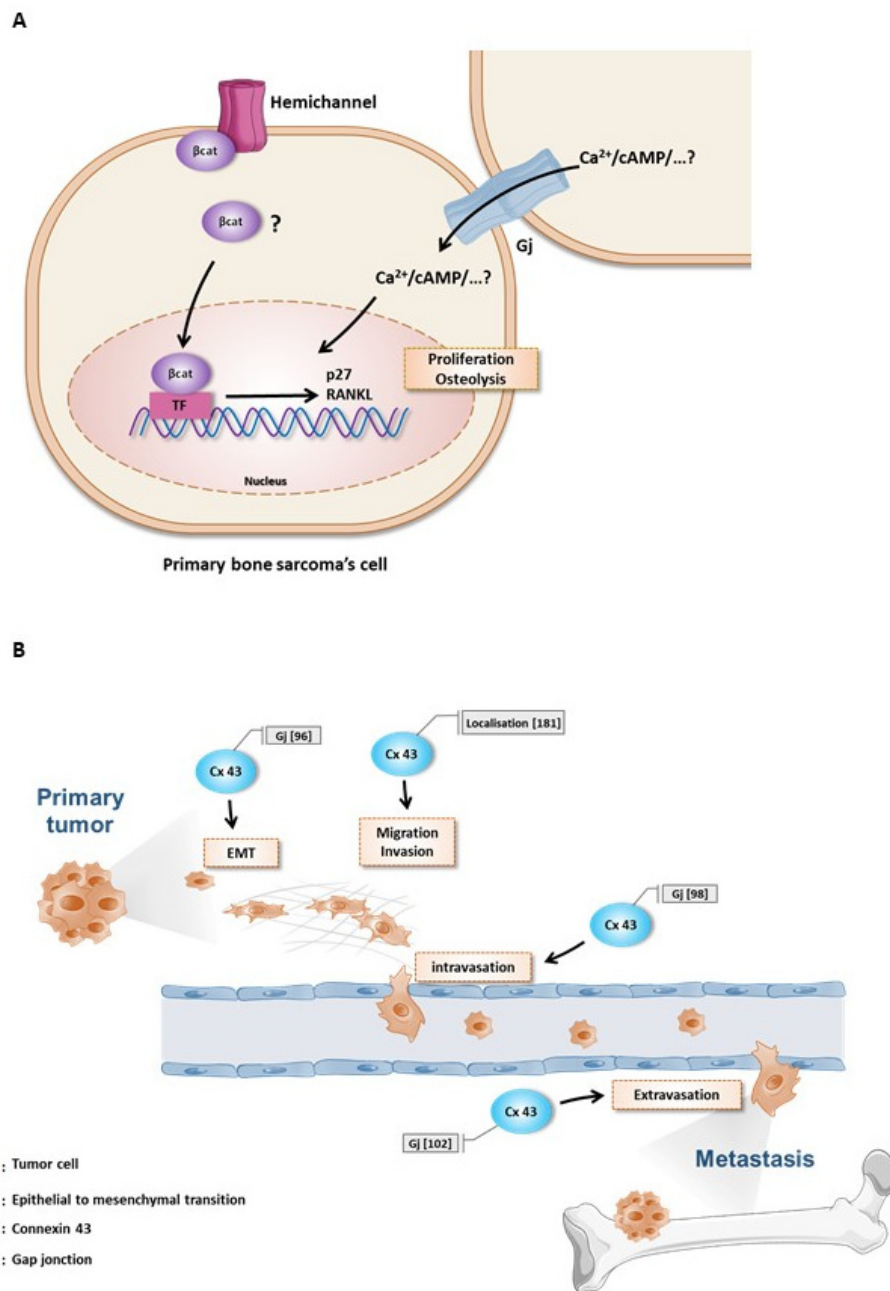 A
Hemichannel
βcat
βcat ?
Ca²⁺/cAMP/...?
Gj
Ca²⁺/cAMP/...?
Proliferation
Osteolysis
βcat
TF
p27
RANKL
Nucleus
Primary bone sarcoma's cell
B
Gj [96]
Localisation [181]
Cx 43
Cx 43
Primary
tumor
EMT
Migration
Invasion
Gj [98]
Cx 43
intravasation
Extravasation
Cx 43
Gj [102]
Metastasis
: Tumor cell
: Epithelial to mesenchymal transition
: Connexin 43
: Gap jonction